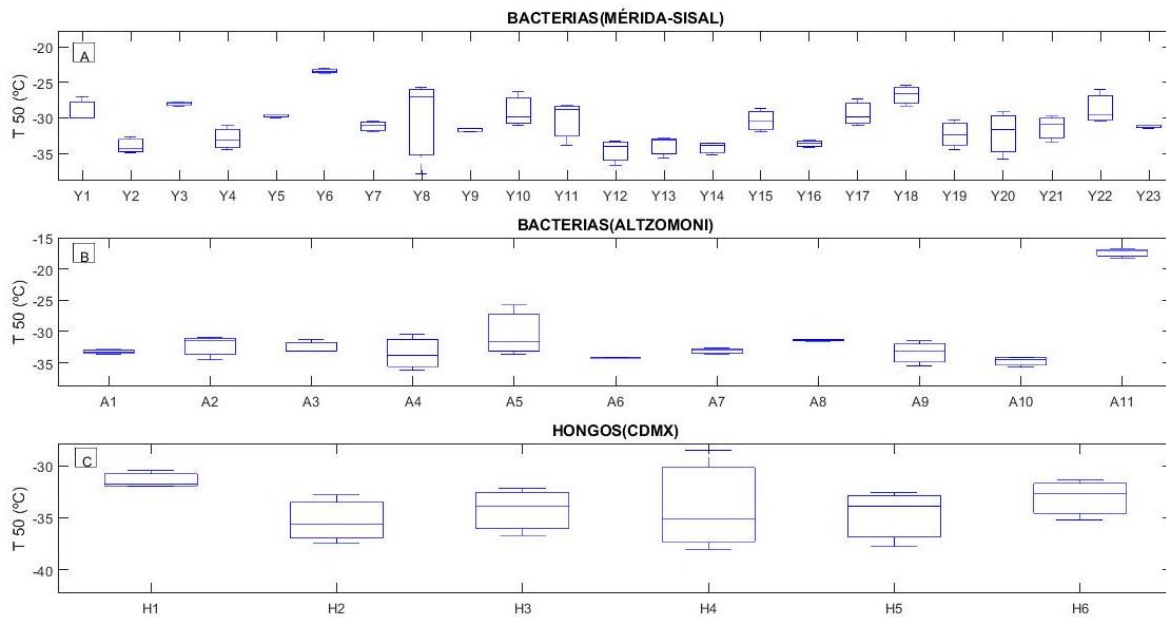 BACTERIAS(MÉRIDA-SISAL)
A
T 50 (ºC)
-20
-25
-30
-35
Y1 Y2 Y3 Y4 Y5 Y6 Y7 Y8 Y9 Y10 Y11 Y12 Y13 Y14 Y15 Y16 Y17 Y18 Y19 Y20 Y21 Y22 Y23
BACTERIAS(ALTZOMONI)
B
T 50 (ºC)
-15
-20
-25
-30
-35
A1 A2 A3 A4 A5 A6 A7 A8 A9 A10 A11
HONGOS(CDMX)
C
T 50 (ºC)
-30
-35
-40
H1 H2 H3 H4 H5 H6